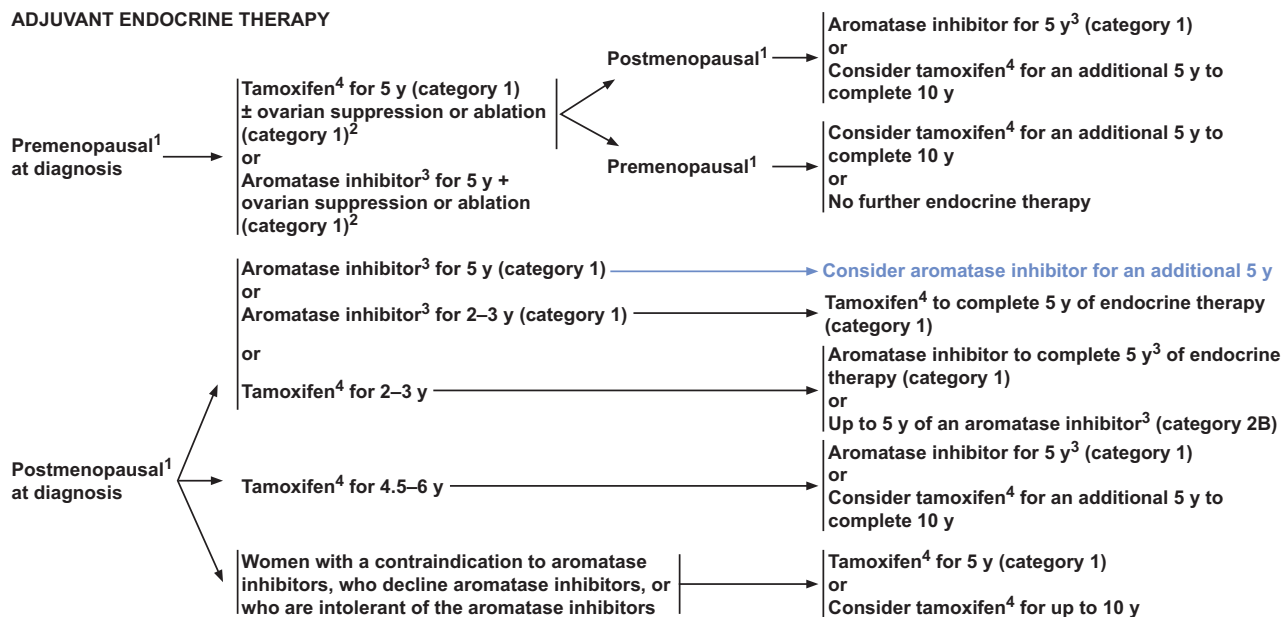 ADJUVANT ENDOCRINE THERAPY
Premenopausal1
at diagnosis
Tamoxifen4 for 5 y (category 1)
± ovarian suppression or ablation
(category 1)2
or
Aromatase inhibitor3 for 5 y +
ovarian suppression or ablation
(category 1)2
Postmenopausal1
Aromatase inhibitor for 5 y3 (category 1)
or
Consider tamoxifen4 for an additional 5 y to
complete 10 y
Premenopausal1
Consider tamoxifen4 for an additional 5 y to
complete 10 y
or
No further endocrine therapy
Postmenopausal1
at diagnosis
Aromatase inhibitor3 for 5 y (category 1)
Consider aromatase inhibitor for an additional 5 y
or
Aromatase inhibitor3 for 2–3 y (category 1)
Tamoxifen4 to complete 5 y of endocrine therapy
(category 1)
or
Tamoxifen4 for 2–3 y
Aromatase inhibitor to complete 5 y3 of endocrine
therapy (category 1)
or
Up to 5 y of an aromatase inhibitor3 (category 2B)
Tamoxifen4 for 4.5–6 y
Aromatase inhibitor for 5 y3 (category 1)
or
Consider tamoxifen4 for an additional 5 y to
complete 10 y
Women with a contraindication to aromatase
inhibitors, who decline aromatase inhibitors, or
who are intolerant of the aromatase inhibitors
Tamoxifen4 for 5 y (category 1)
or
Consider tamoxifen4 for up to 10 y